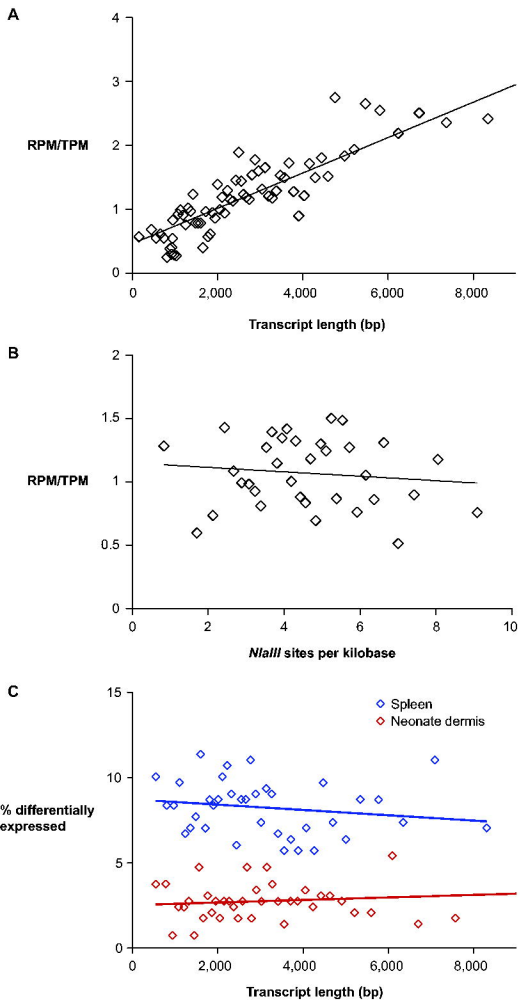 A
4
3
RPM/TPM
2
1
0
0
2,000
4,000
6,000
8,000
Transcript length (bp)
B
2
1.5
RPM/TPM
1
0.5
0
0
2
4
6
8
10
NlaIII sites per kilobase
C
15
Spleen
Neonate dermis
10
% differentially
expressed
5
0
0
2,000
4,000
6,000
8,000
Transcript length (bp)